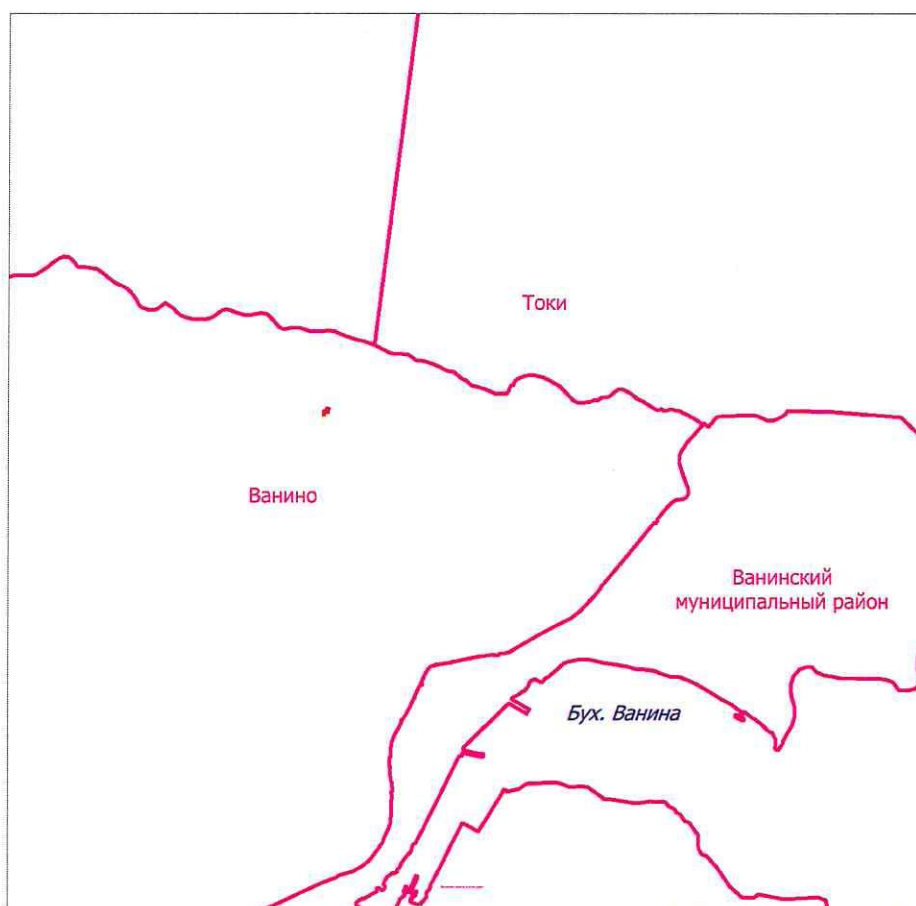 Токи
Ванино
Ванинский
муниципальный район
Бух. Ванина